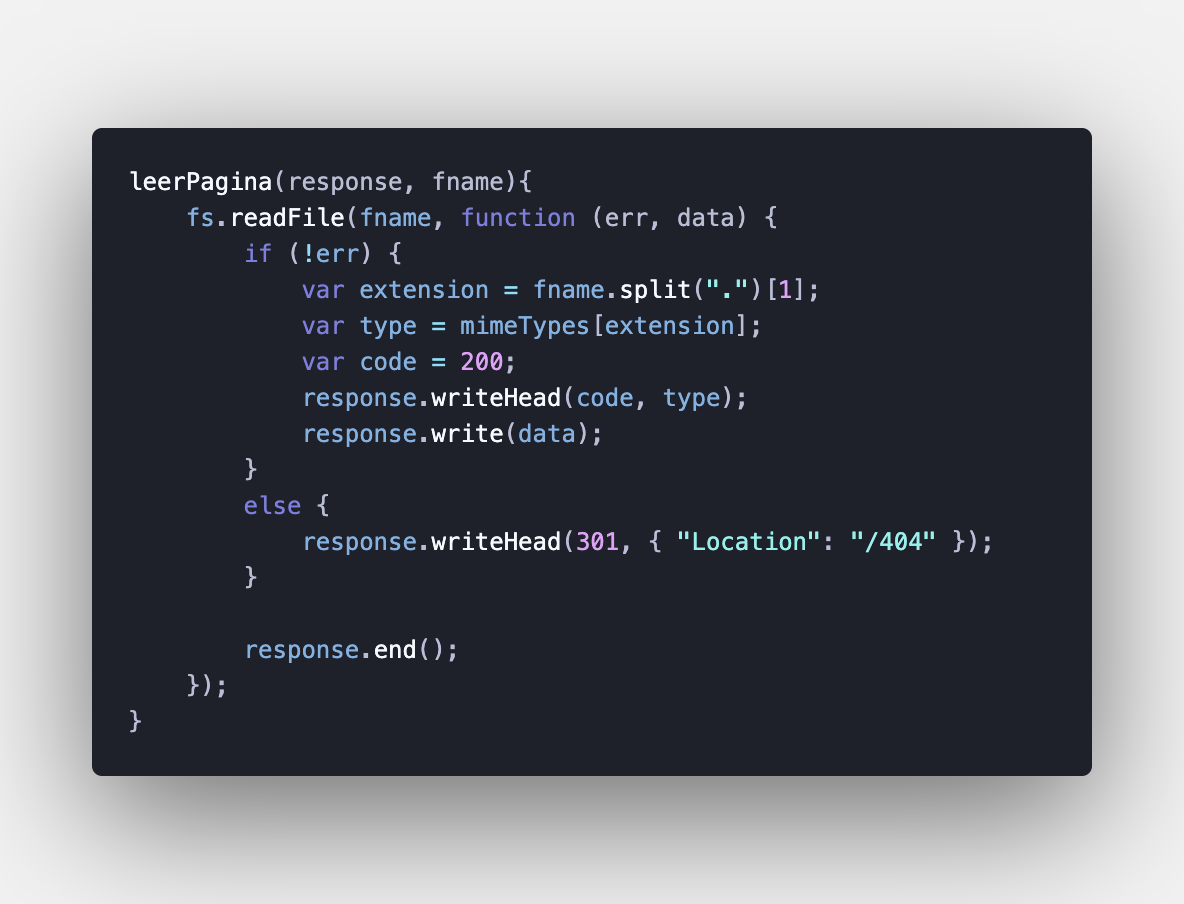 leerPagina(response, fname){
    fs.readFile(fname, function (err, data) {
        if (!err) {
            var extension = fname.split(".")[1];
            var type = mimeTypes[extension];
            var code = 200;
            response.writeHead(code, type);
            response.write(data);
        }
        else {
            response.writeHead(301, { "Location": "/404" });
        }

        response.end();
    });
}